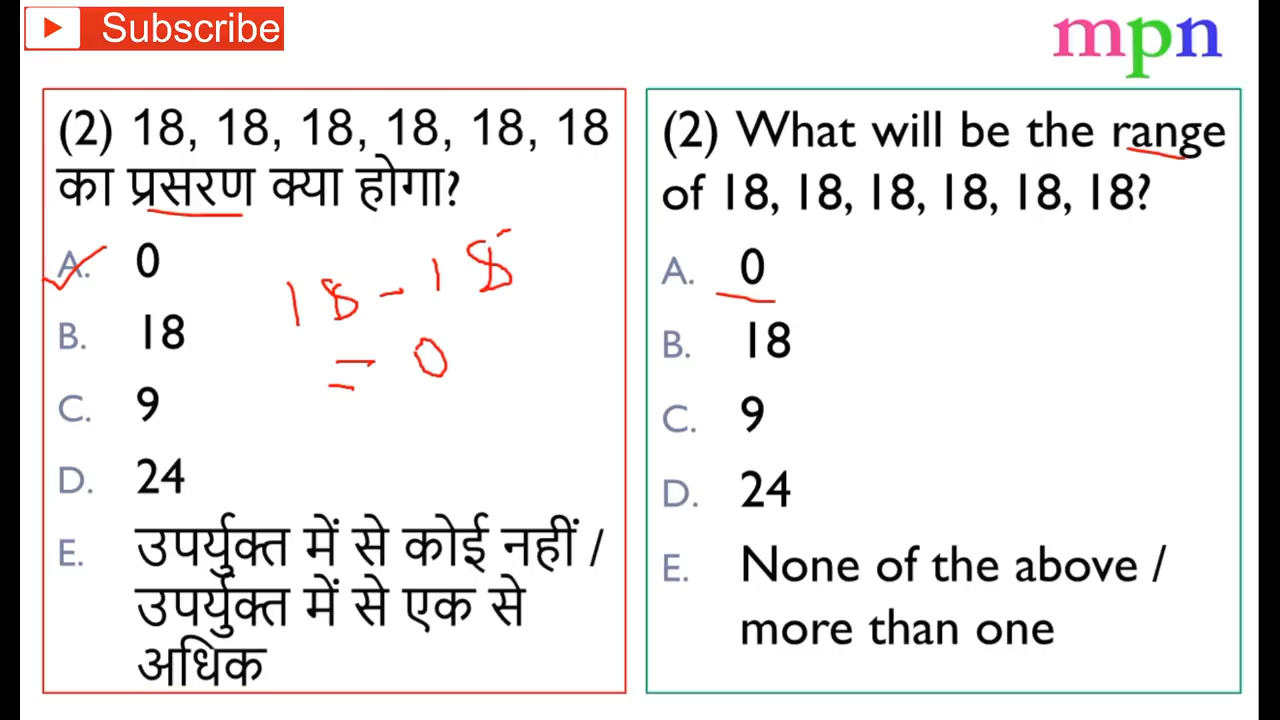 Subscribe
mpn
(2) 18, 18, 18, 18, 18, 18
का प्रसरण क्या होगा?
A. 0
B. 18
C. 9
D. 24
E. उपर्युक्त में से कोई नहीं /
उपर्युक्त में से एक से
अधिक
18 - 18
= 0
(2) What will be the range
of 18, 18, 18, 18, 18, 18?
A. 0
B. 18
C. 9
D. 24
E. None of the above /
more than one